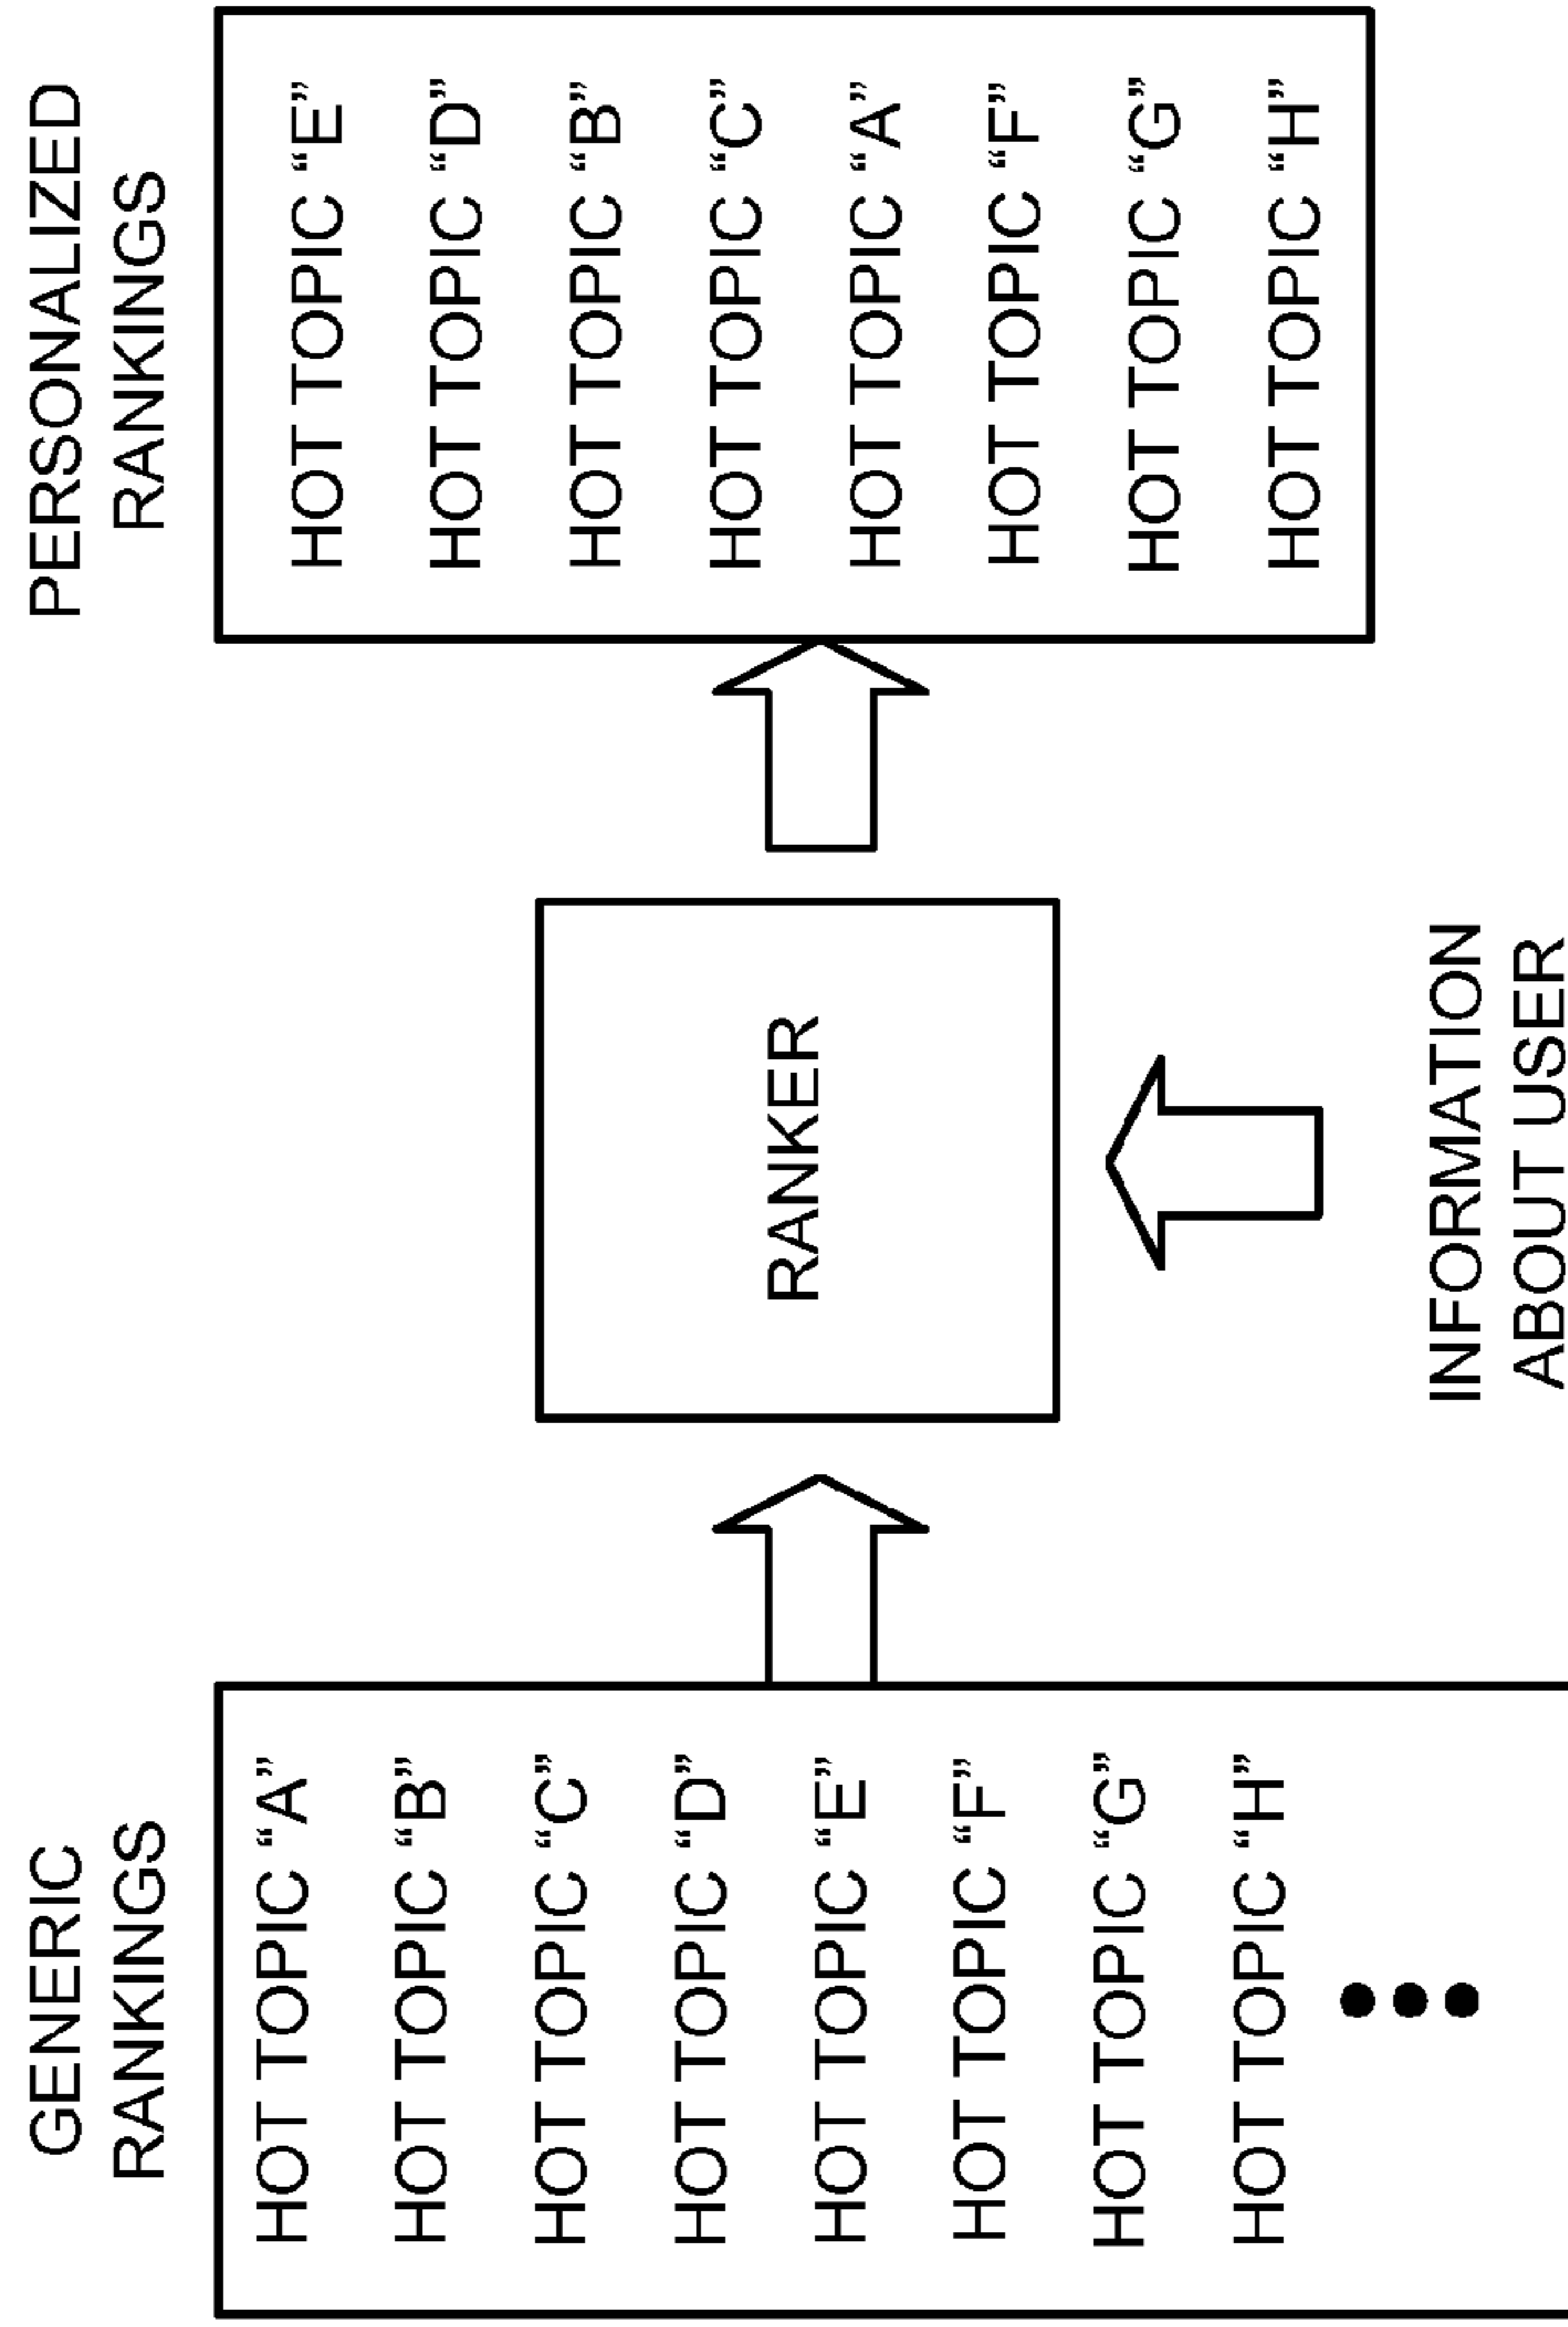 GENERIC
RANKINGS
HOT TOPIC “A”
HOT TOPIC “B”
HOT TOPIC “C”
HOT TOPIC “D”
HOT TOPIC “E”
HOT TOPIC “F”
HOT TOPIC “G”
HOT TOPIC “H”
RANKER
INFORMATION
ABOUT USER
PERSONALIZED
RANKINGS
HOT TOPIC “E”
HOT TOPIC “D”
HOT TOPIC “B”
HOT TOPIC “C”
HOT TOPIC “A”
HOT TOPIC “F”
HOT TOPIC “G”
HOT TOPIC “H”